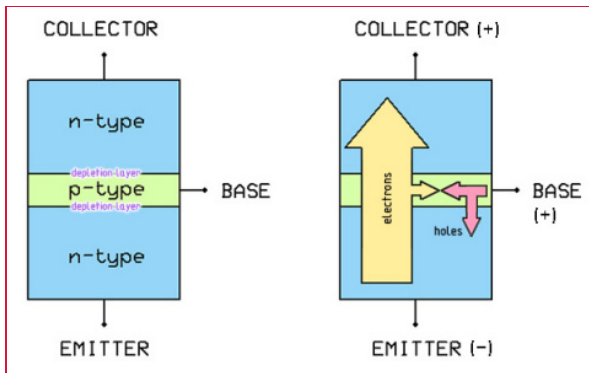 COLLECTOR
n-type
depletion-layer
p-type
depletion-layer
BASE
n-type
EMITTER
COLLECTOR (+)
electrons
BASE
(+)
holes
EMITTER (-)